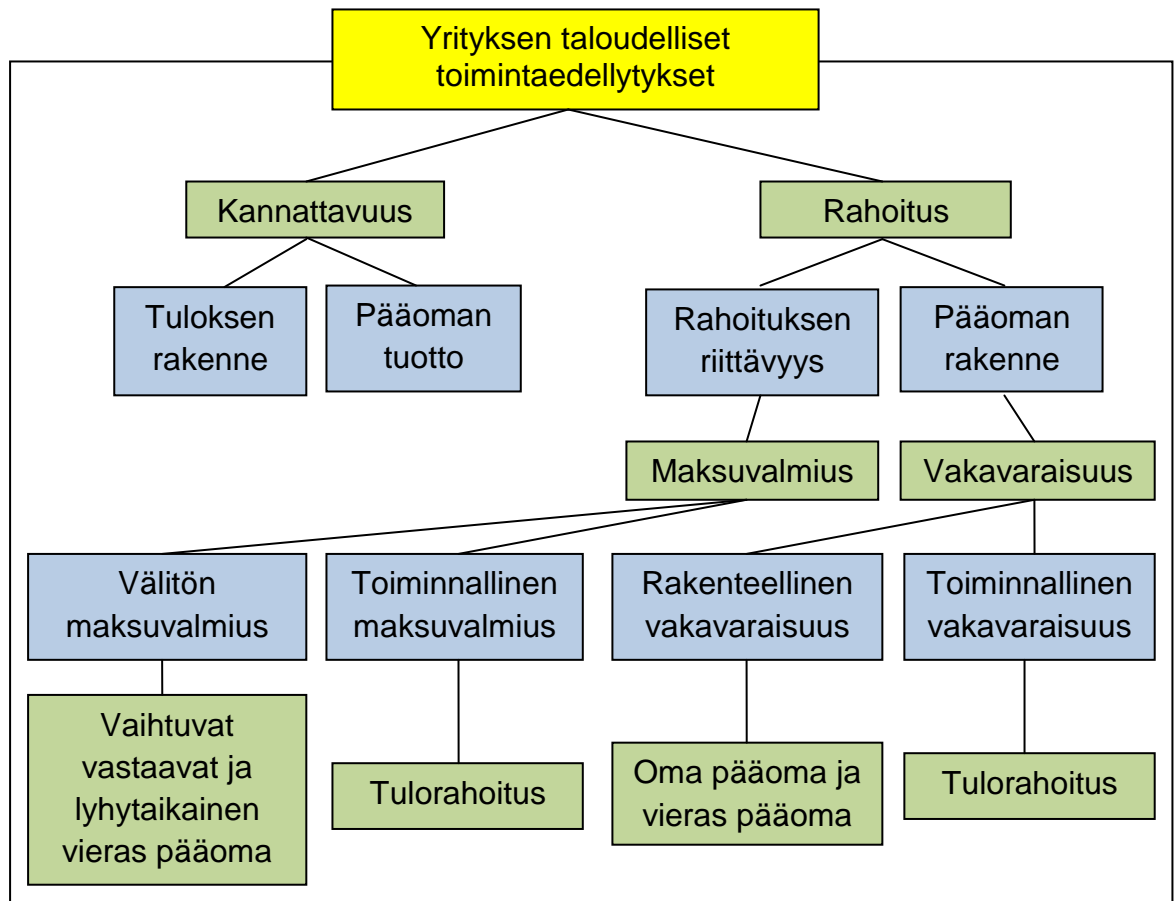 Yrityksen taloudelliset
toimintaedellytykset
Kannattavuus
Rahoitus
Tuloksen
rakenne
Pääoman
tuotto
Rahoituksen
riittävyys
Pääoman
rakenne
Maksuvalmius
Vakavaraisuus
Välitön
maksuvalmius
Toiminnallinen
maksuvalmius
Rakenteellinen
vakavaraisuus
Toiminnallinen
vakavaraisuus
Vaihtuvat
vastaavat ja
lyhytaikainen
vieras pääoma
Tulorahoitus
Oma pääoma ja
vieras pääoma
Tulorahoitus